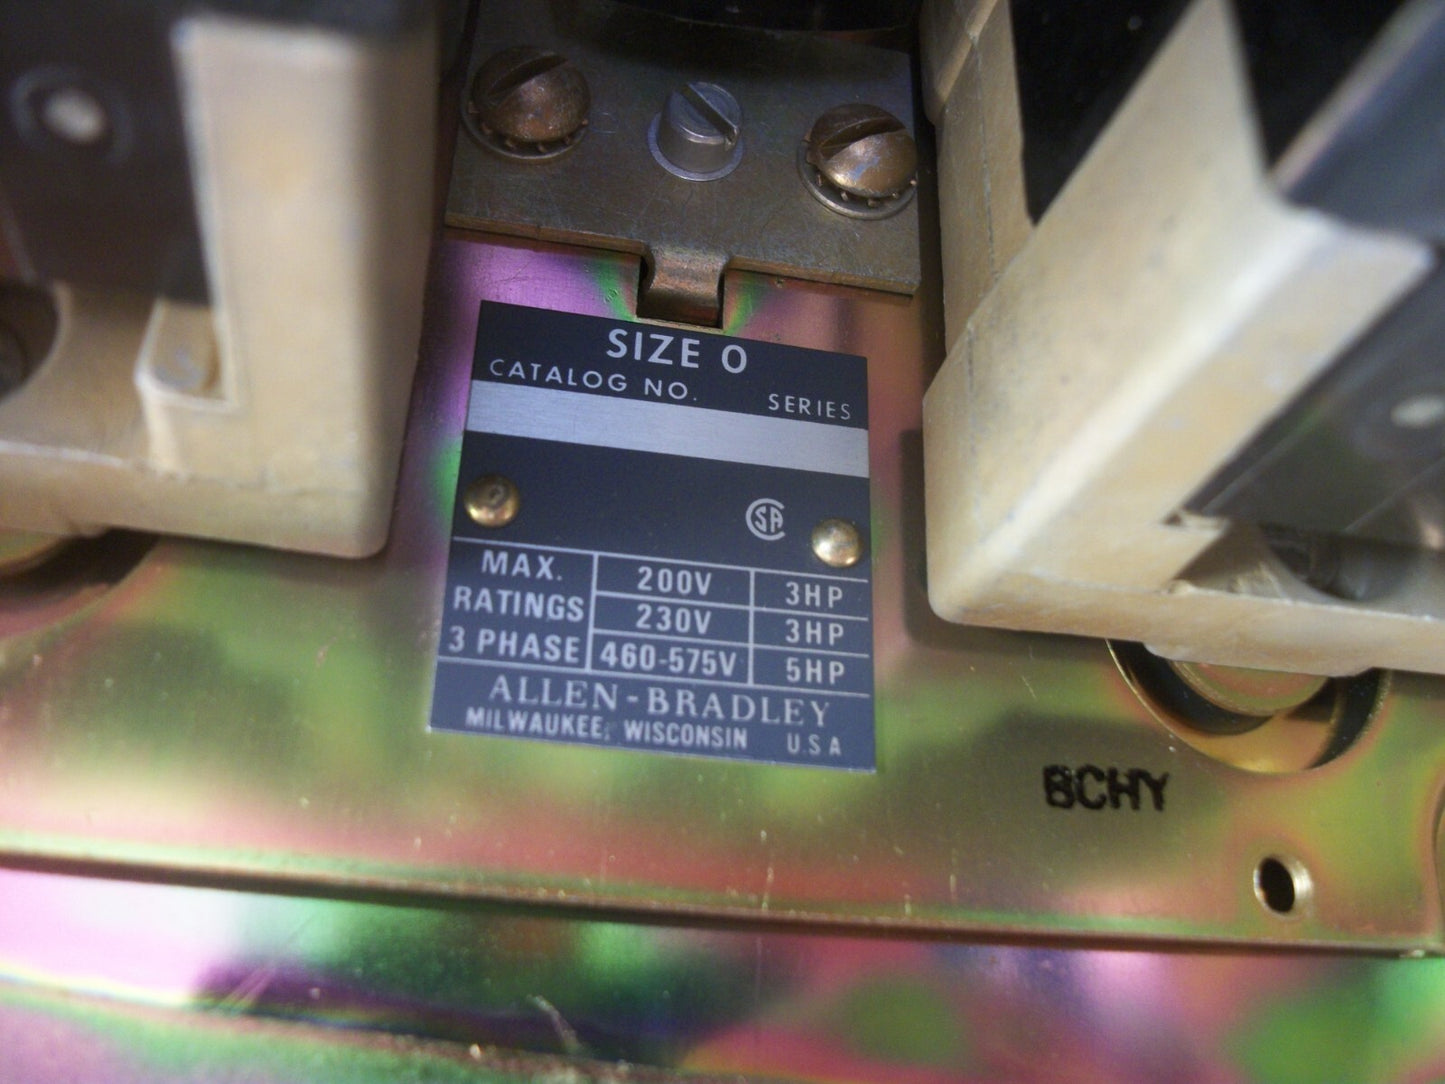 SIZE 0
CATALOG NO. SERIES
CSA
MAX. RATINGS 3 PHASE
200V 3HP
230V 3HP
460-575V 5HP
ALLEN-BRADLEY
MILWAUKEE, WISCONSIN U.S.A
BCHY